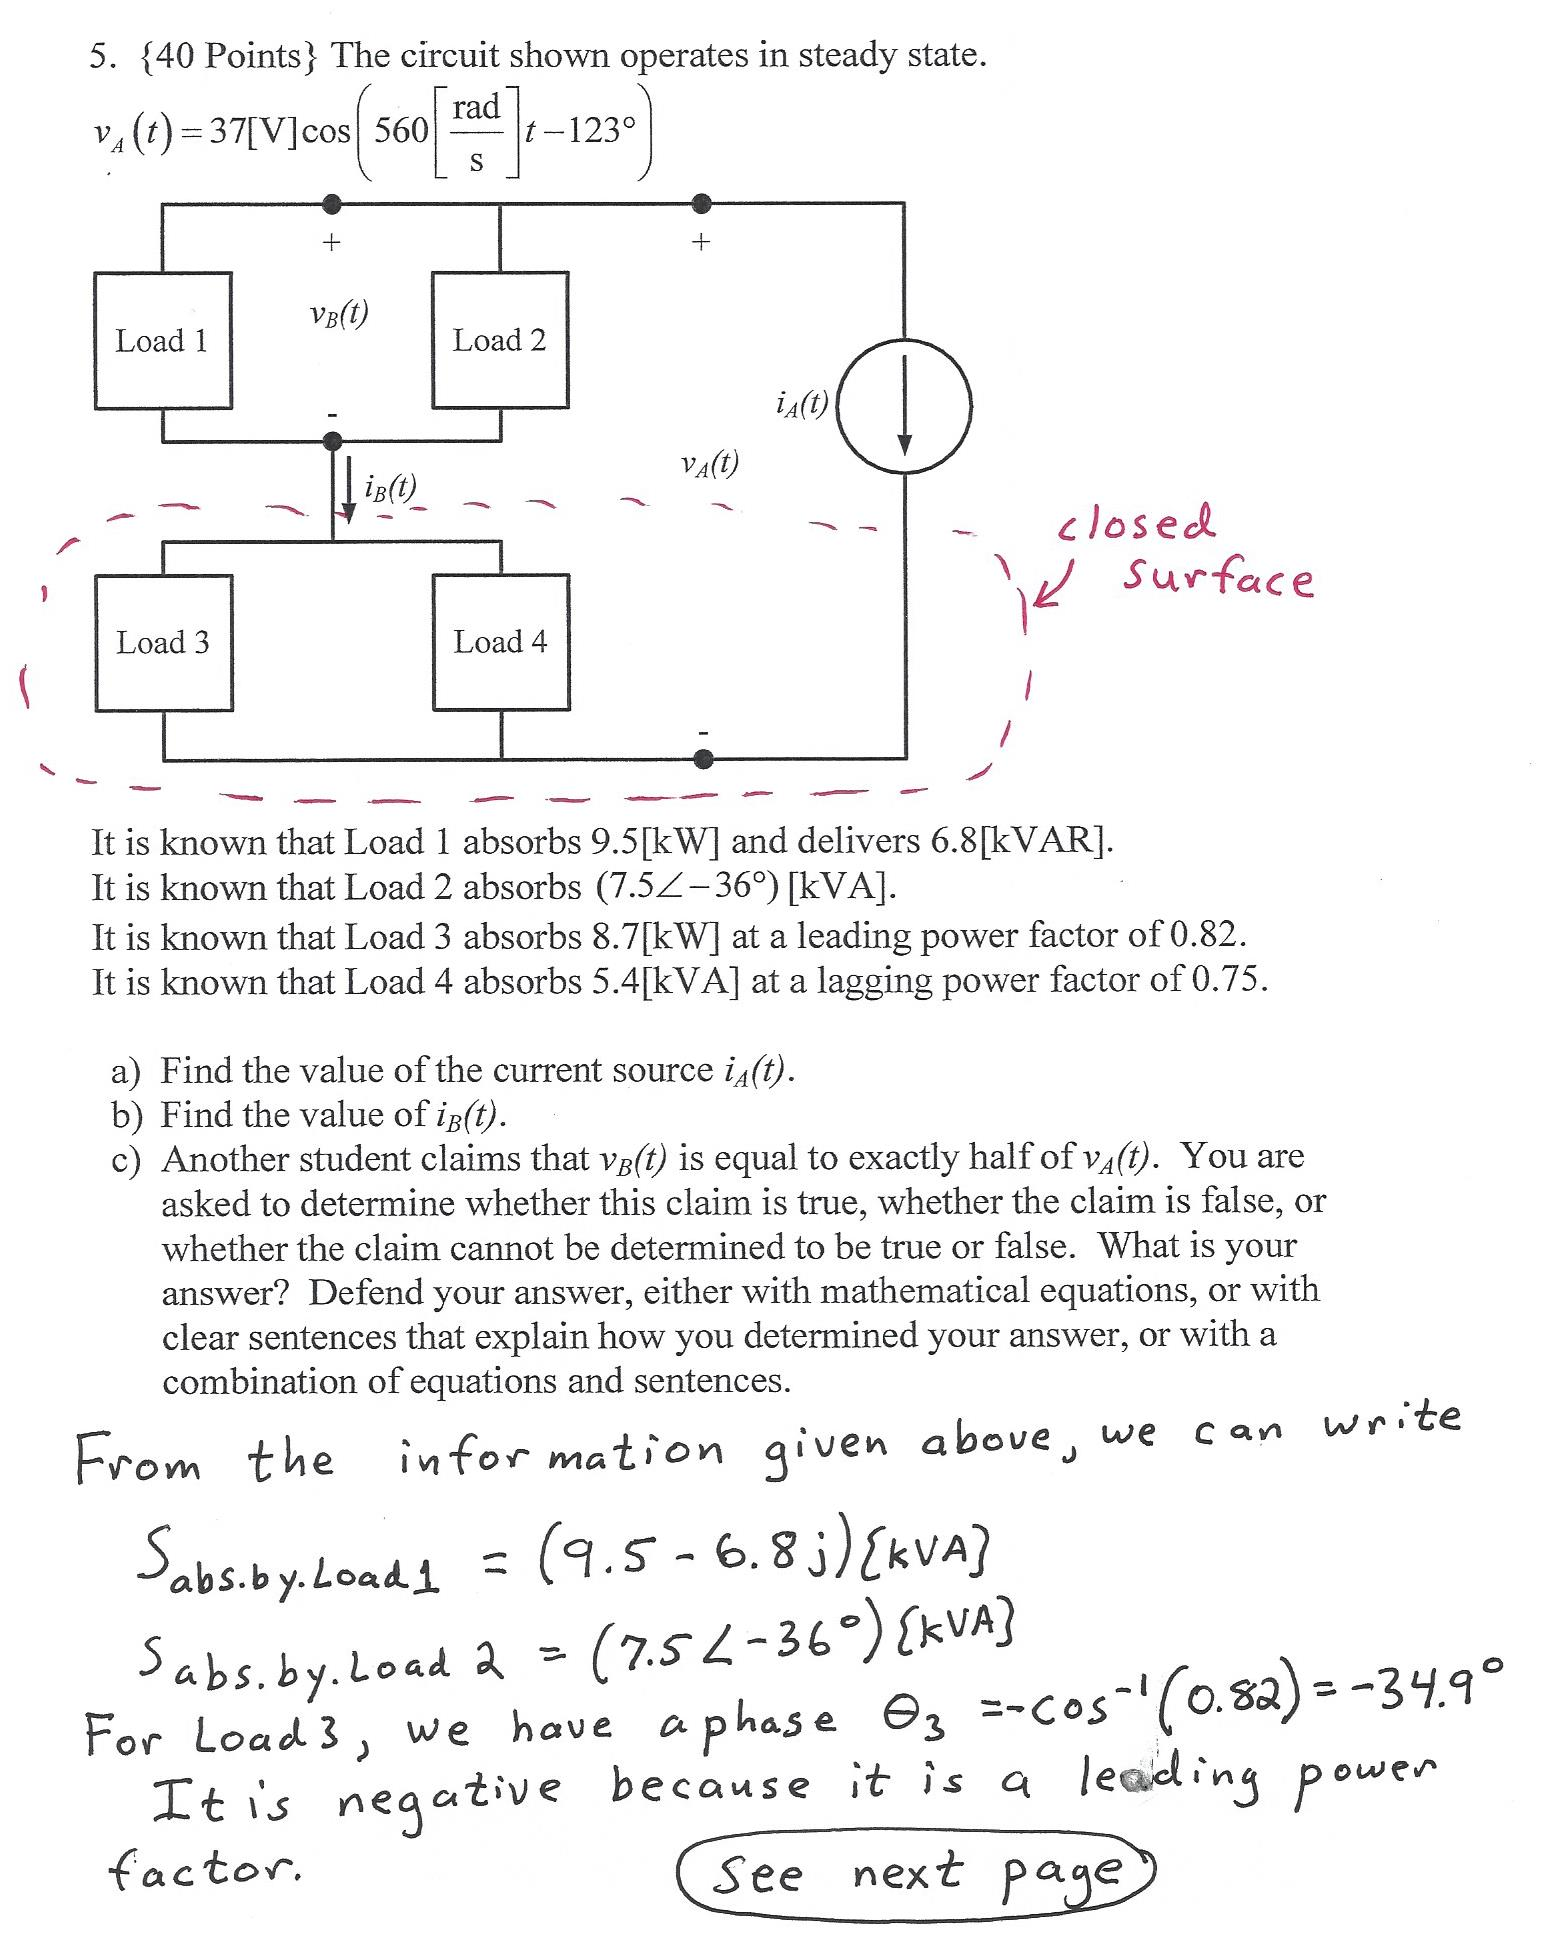 5. {40 Points} The circuit shown operates in steady state.
v_A(t) = 37[V]cos(560[rad/s]t − 123°)
+
+
v_B(t)
Load 1
Load 2
i_A(t)
-
v_A(t)
i_B(t)
closed
surface
Load 3
Load 4
-
It is known that Load 1 absorbs 9.5[kW] and delivers 6.8[kVAR].
It is known that Load 2 absorbs (7.5∠−36°)[kVA].
It is known that Load 3 absorbs 8.7[kW] at a leading power factor of 0.82.
It is known that Load 4 absorbs 5.4[kVA] at a lagging power factor of 0.75.
a) Find the value of the current source i_A(t).
b) Find the value of i_B(t).
c) Another student claims that v_B(t) is equal to exactly half of v_A(t). You are
asked to determine whether this claim is true, whether the claim is false, or
whether the claim cannot be determined to be true or false. What is your
answer? Defend your answer, either with mathematical equations, or with
clear sentences that explain how you determined your answer, or with a
combination of equations and sentences.
From the information given above, we can write
S abs.by.Load1 = (9.5 - 6.8j)[kVA]
S abs.by.Load 2 = (7.5∠-36°)[kVA]
For Load3, we have a phase θ3 =-cos⁻¹(0.82) = -34.9°
It is negative because it is a leading power
factor.
See next page